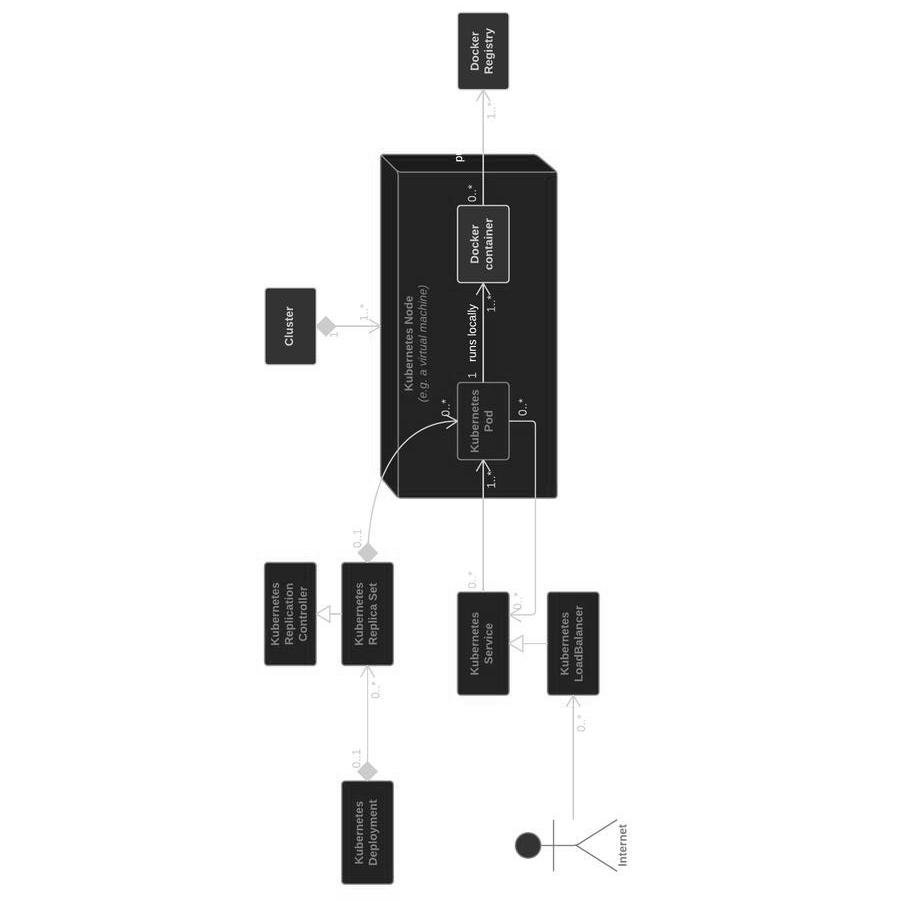 Kubernetes
Replication
Controller
Cluster
1
1..*
Kubernetes
Deployment
0..1
0..*
Kubernetes
Replica Set
0..1
Kubernetes Node
(e.g. a virtual machine)
0..*
Kubernetes
Service
0..*
1..*
Kubernetes
Pod
1
runs locally
1..*
Docker
container
0..*
1..*
Docker
Registry
0..*
0..*
Kubernetes
LoadBalancer
0..*
Internet